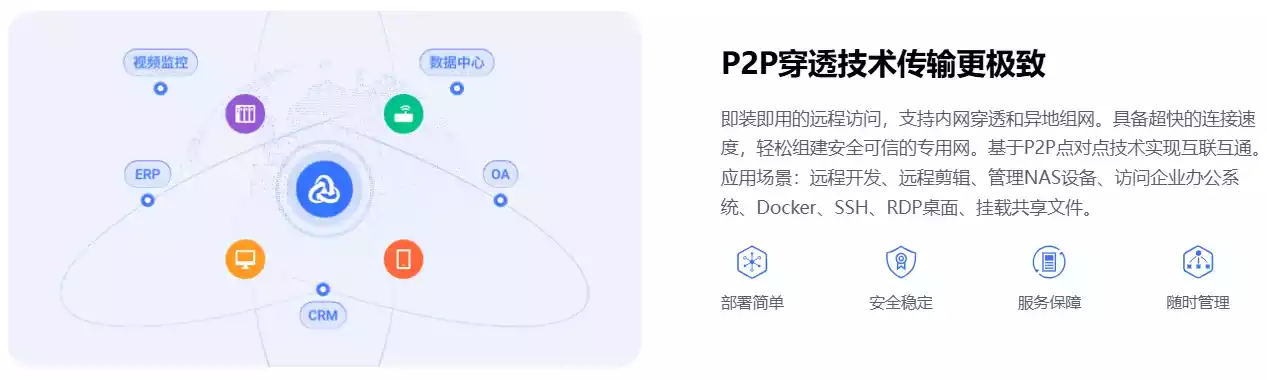 视频监控
数据中心
ERP
OA
CRM
P2P穿透技术传输更极致
即装即用的远程访问，支持内网穿透和异地组网。具备超快的连接速
度，轻松组建安全可信的专用网。基于P2P点对点技术实现互联互通。
应用场景：远程开发、远程剪辑、管理NAS设备、访问企业办公系
统、Docker、SSH、RDP桌面、挂载共享文件。
部署简单
安全稳定
服务保障
随时管理